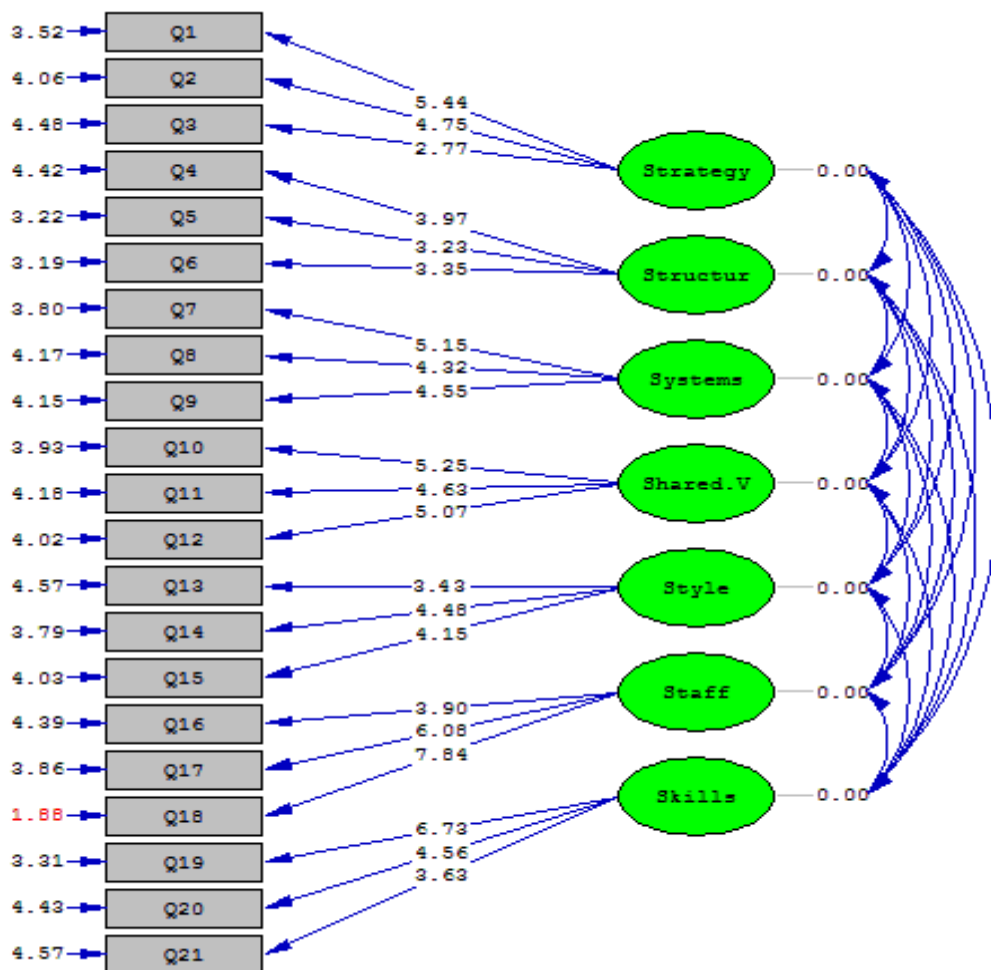 3.52 Q1
4.06 Q2
4.48 Q3
4.42 Q4
3.22 Q5
3.19 Q6
3.80 Q7
4.17 Q8
4.15 Q9
3.93 Q10
4.18 Q11
4.02 Q12
4.57 Q13
3.79 Q14
4.03 Q15
4.39 Q16
3.86 Q17
1.88 Q18
3.31 Q19
4.43 Q20
4.57 Q21
5.44
4.75
2.77
3.97
3.23
3.35
5.15
4.32
4.55
5.25
4.63
5.07
3.43
4.48
4.15
3.90
6.08
7.84
6.73
4.56
3.63
Strategy 0.00
Structur 0.00
Systems 0.00
Shared.V 0.00
Style 0.00
Staff 0.00
Skills 0.00